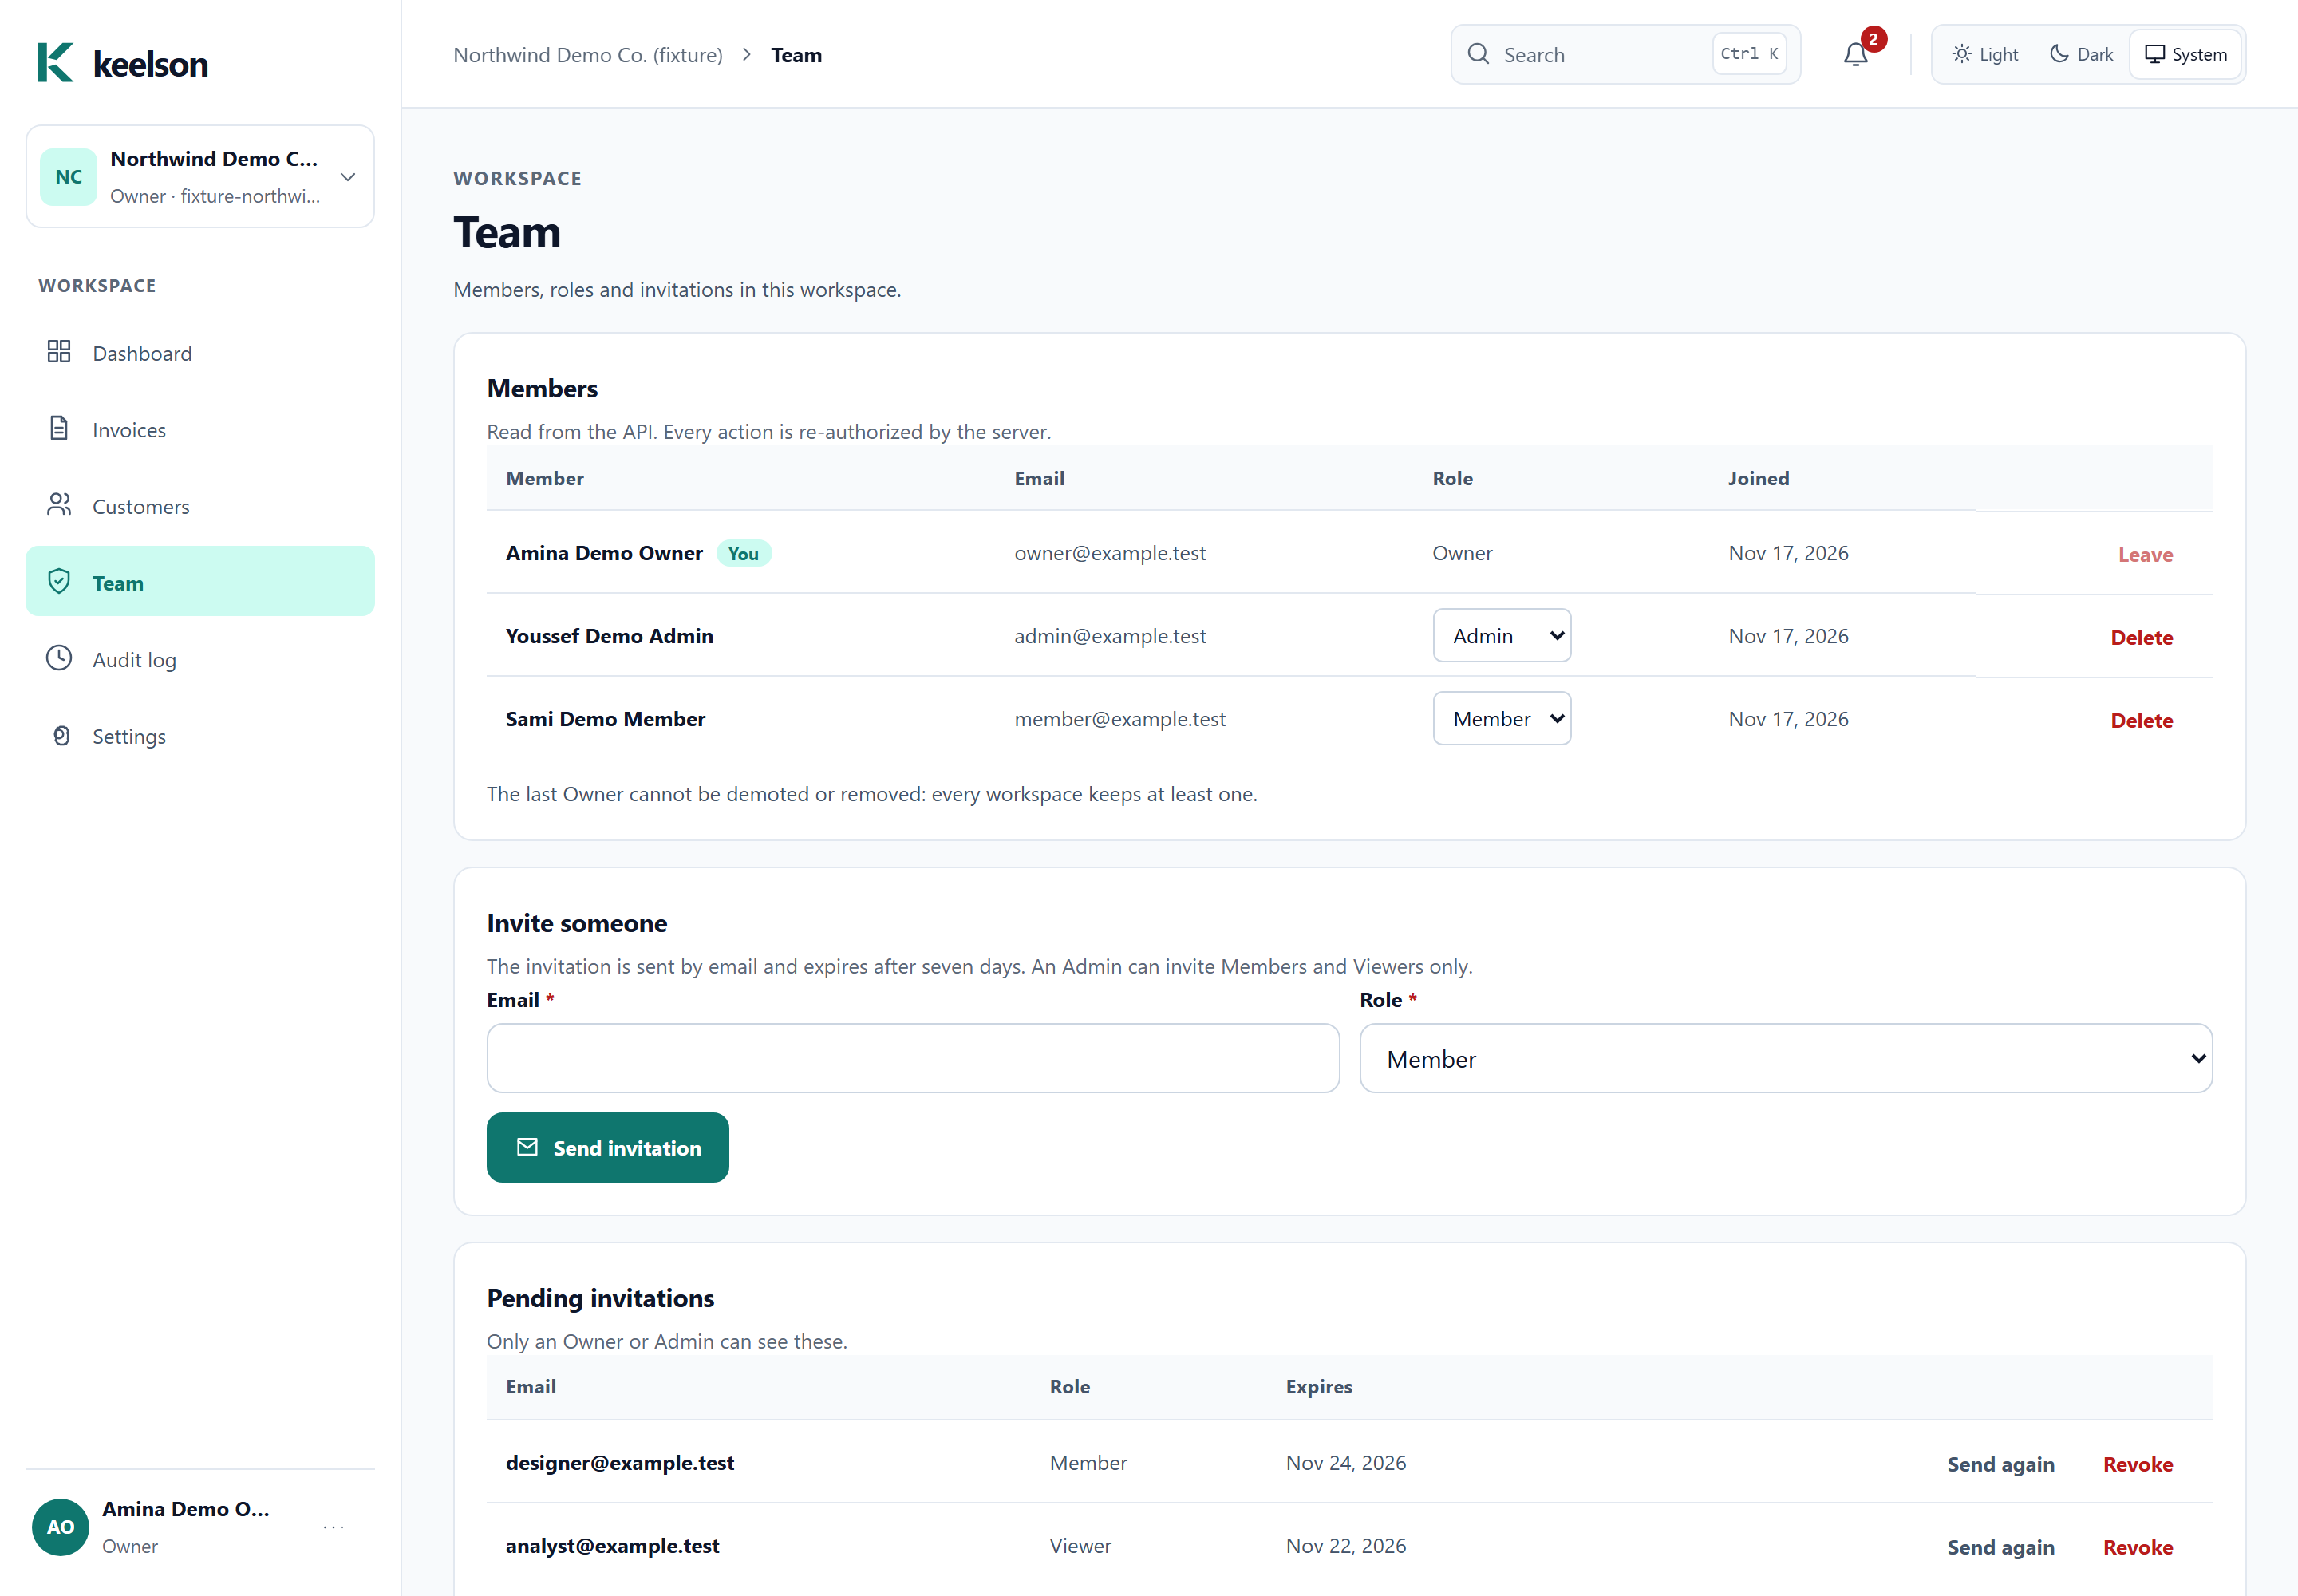 keelson
Northwind Demo Co. (fixture) > Team
Search
Ctrl K
2
Light
Dark
System
NC
Northwind Demo C...
Owner · fixture-northwi...
WORKSPACE
Dashboard
Invoices
Customers
Team
Audit log
Settings
AO
Amina Demo O...
Owner
...
WORKSPACE
Team
Members, roles and invitations in this workspace.
Members
Read from the API. Every action is re-authorized by the server.
Member Email Role Joined
Amina Demo Owner You owner@example.test Owner Nov 17, 2026 Leave
Youssef Demo Admin admin@example.test Admin Nov 17, 2026 Delete
Sami Demo Member member@example.test Member Nov 17, 2026 Delete
The last Owner cannot be demoted or removed: every workspace keeps at least one.
Invite someone
The invitation is sent by email and expires after seven days. An Admin can invite Members and Viewers only.
Email * Role *
Member
Send invitation
Pending invitations
Only an Owner or Admin can see these.
Email Role Expires
designer@example.test Member Nov 24, 2026 Send again Revoke
analyst@example.test Viewer Nov 22, 2026 Send again Revoke